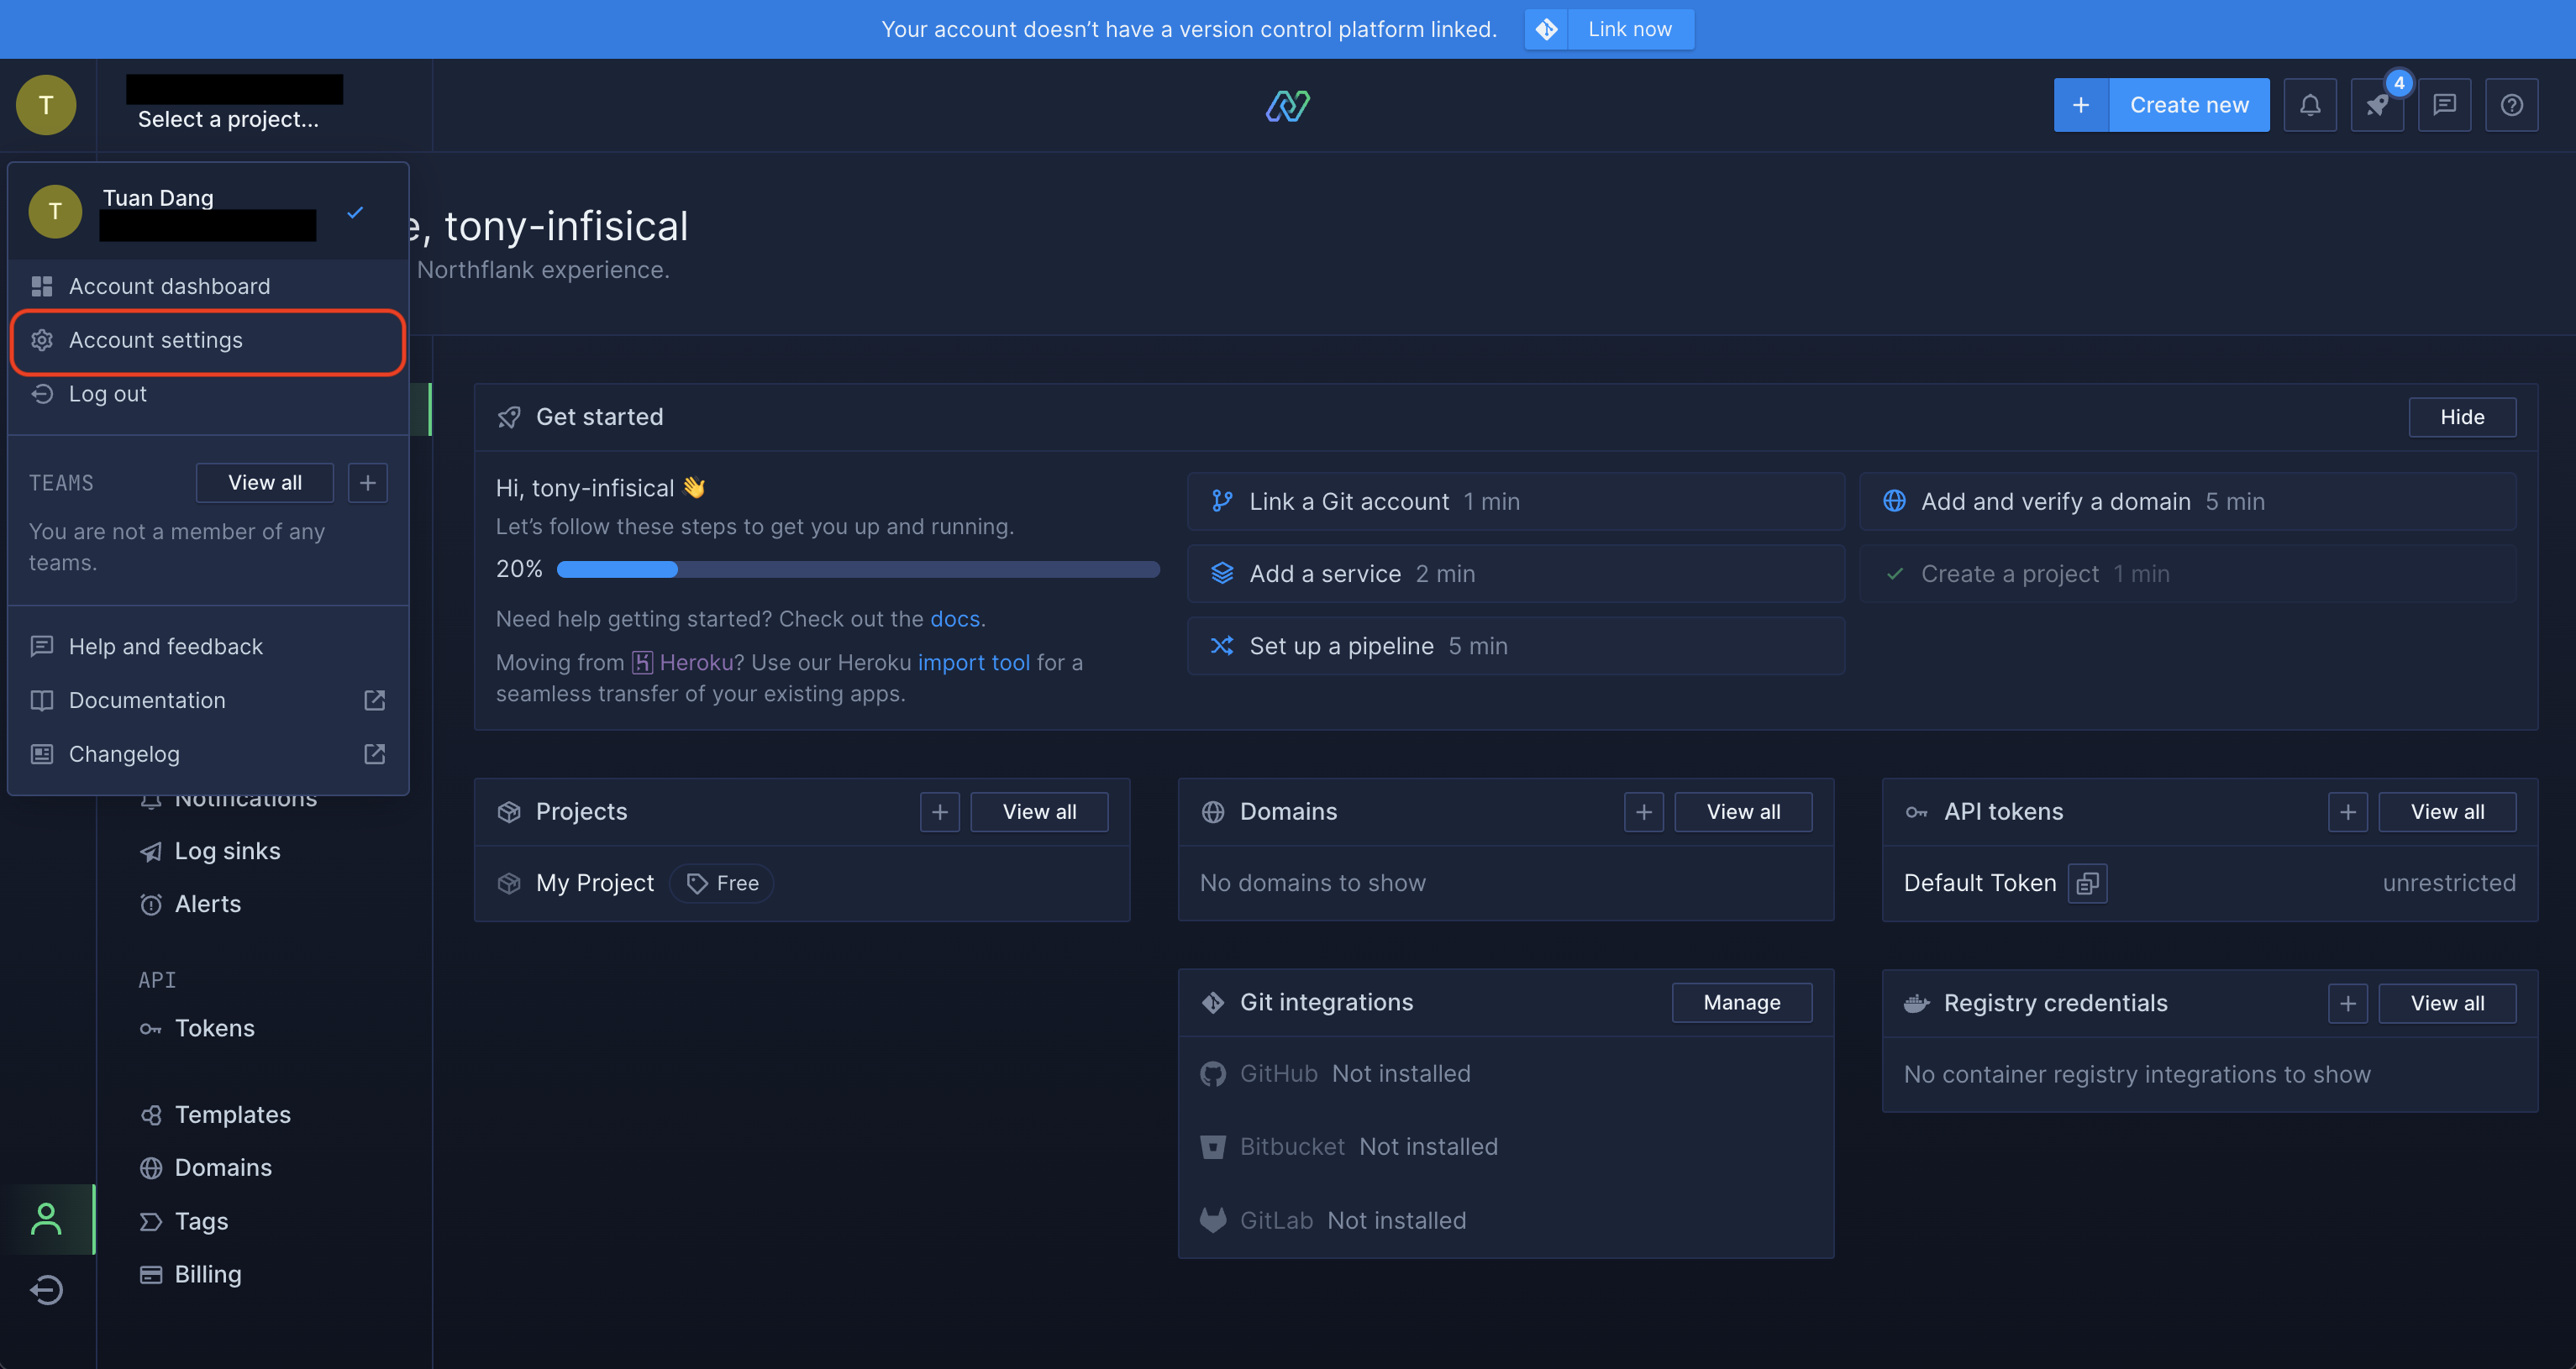 Your account doesn’t have a version control platform linked.
Link now
T
Select a project...
Create new
4
T
Tuan Dang
Account dashboard
Account settings
Log out
TEAMS
View all
You are not a member of any
teams.
Help and feedback
Documentation
Changelog
e, tony-infisical
Northflank experience.
Notifications
Log sinks
Alerts
API
Tokens
Templates
Domains
Tags
Billing
Get started
Hide
Hi, tony-infisical 👋
Let’s follow these steps to get you up and running.
20%
Need help getting started? Check out the docs.
Moving from Heroku? Use our Heroku import tool for a
seamless transfer of your existing apps.
Link a Git account 1 min
Add a service 2 min
Set up a pipeline 5 min
Add and verify a domain 5 min
Create a project 1 min
Projects
View all
My Project
Free
Domains
View all
No domains to show
API tokens
View all
Default Token
unrestricted
Git integrations
Manage
GitHub Not installed
Bitbucket Not installed
GitLab Not installed
Registry credentials
View all
No container registry integrations to show